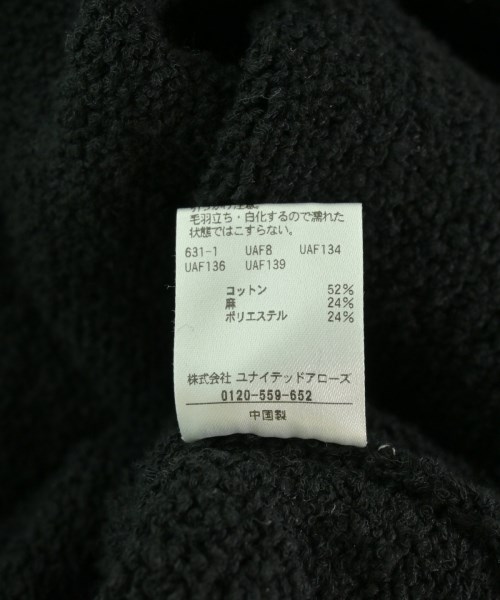 毛羽立ち・白化するので濡れた
状態ではこすらない。
631-1 UAF8 UAF134
UAF136 UAF139
コットン 52%
麻 24%
ポリエステル 24%
株式会社 ユナイテッドアローズ
0120-559-652
中国製